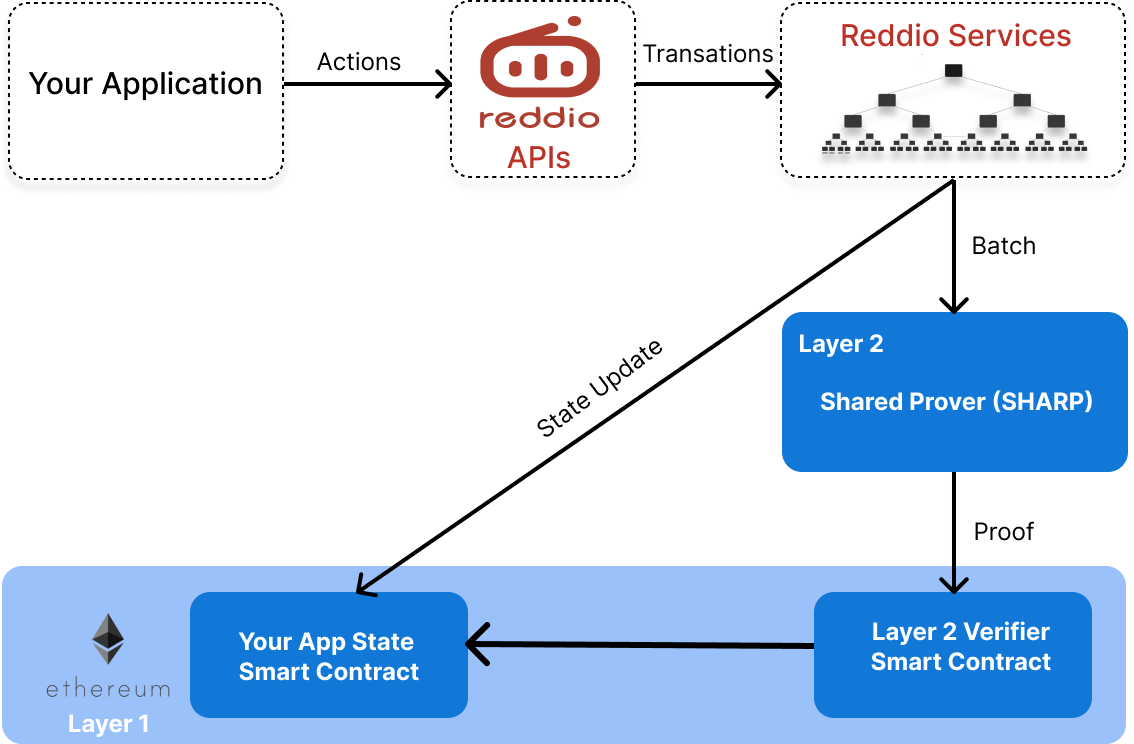 Your Application
Actions
reddio
APIs
Transations
Reddio Services
Batch
Layer 2
Shared Prover (SHARP)
State Update
Proof
ethereum
Layer 1
Your App State
Smart Contract
Layer 2 Verifier
Smart Contract